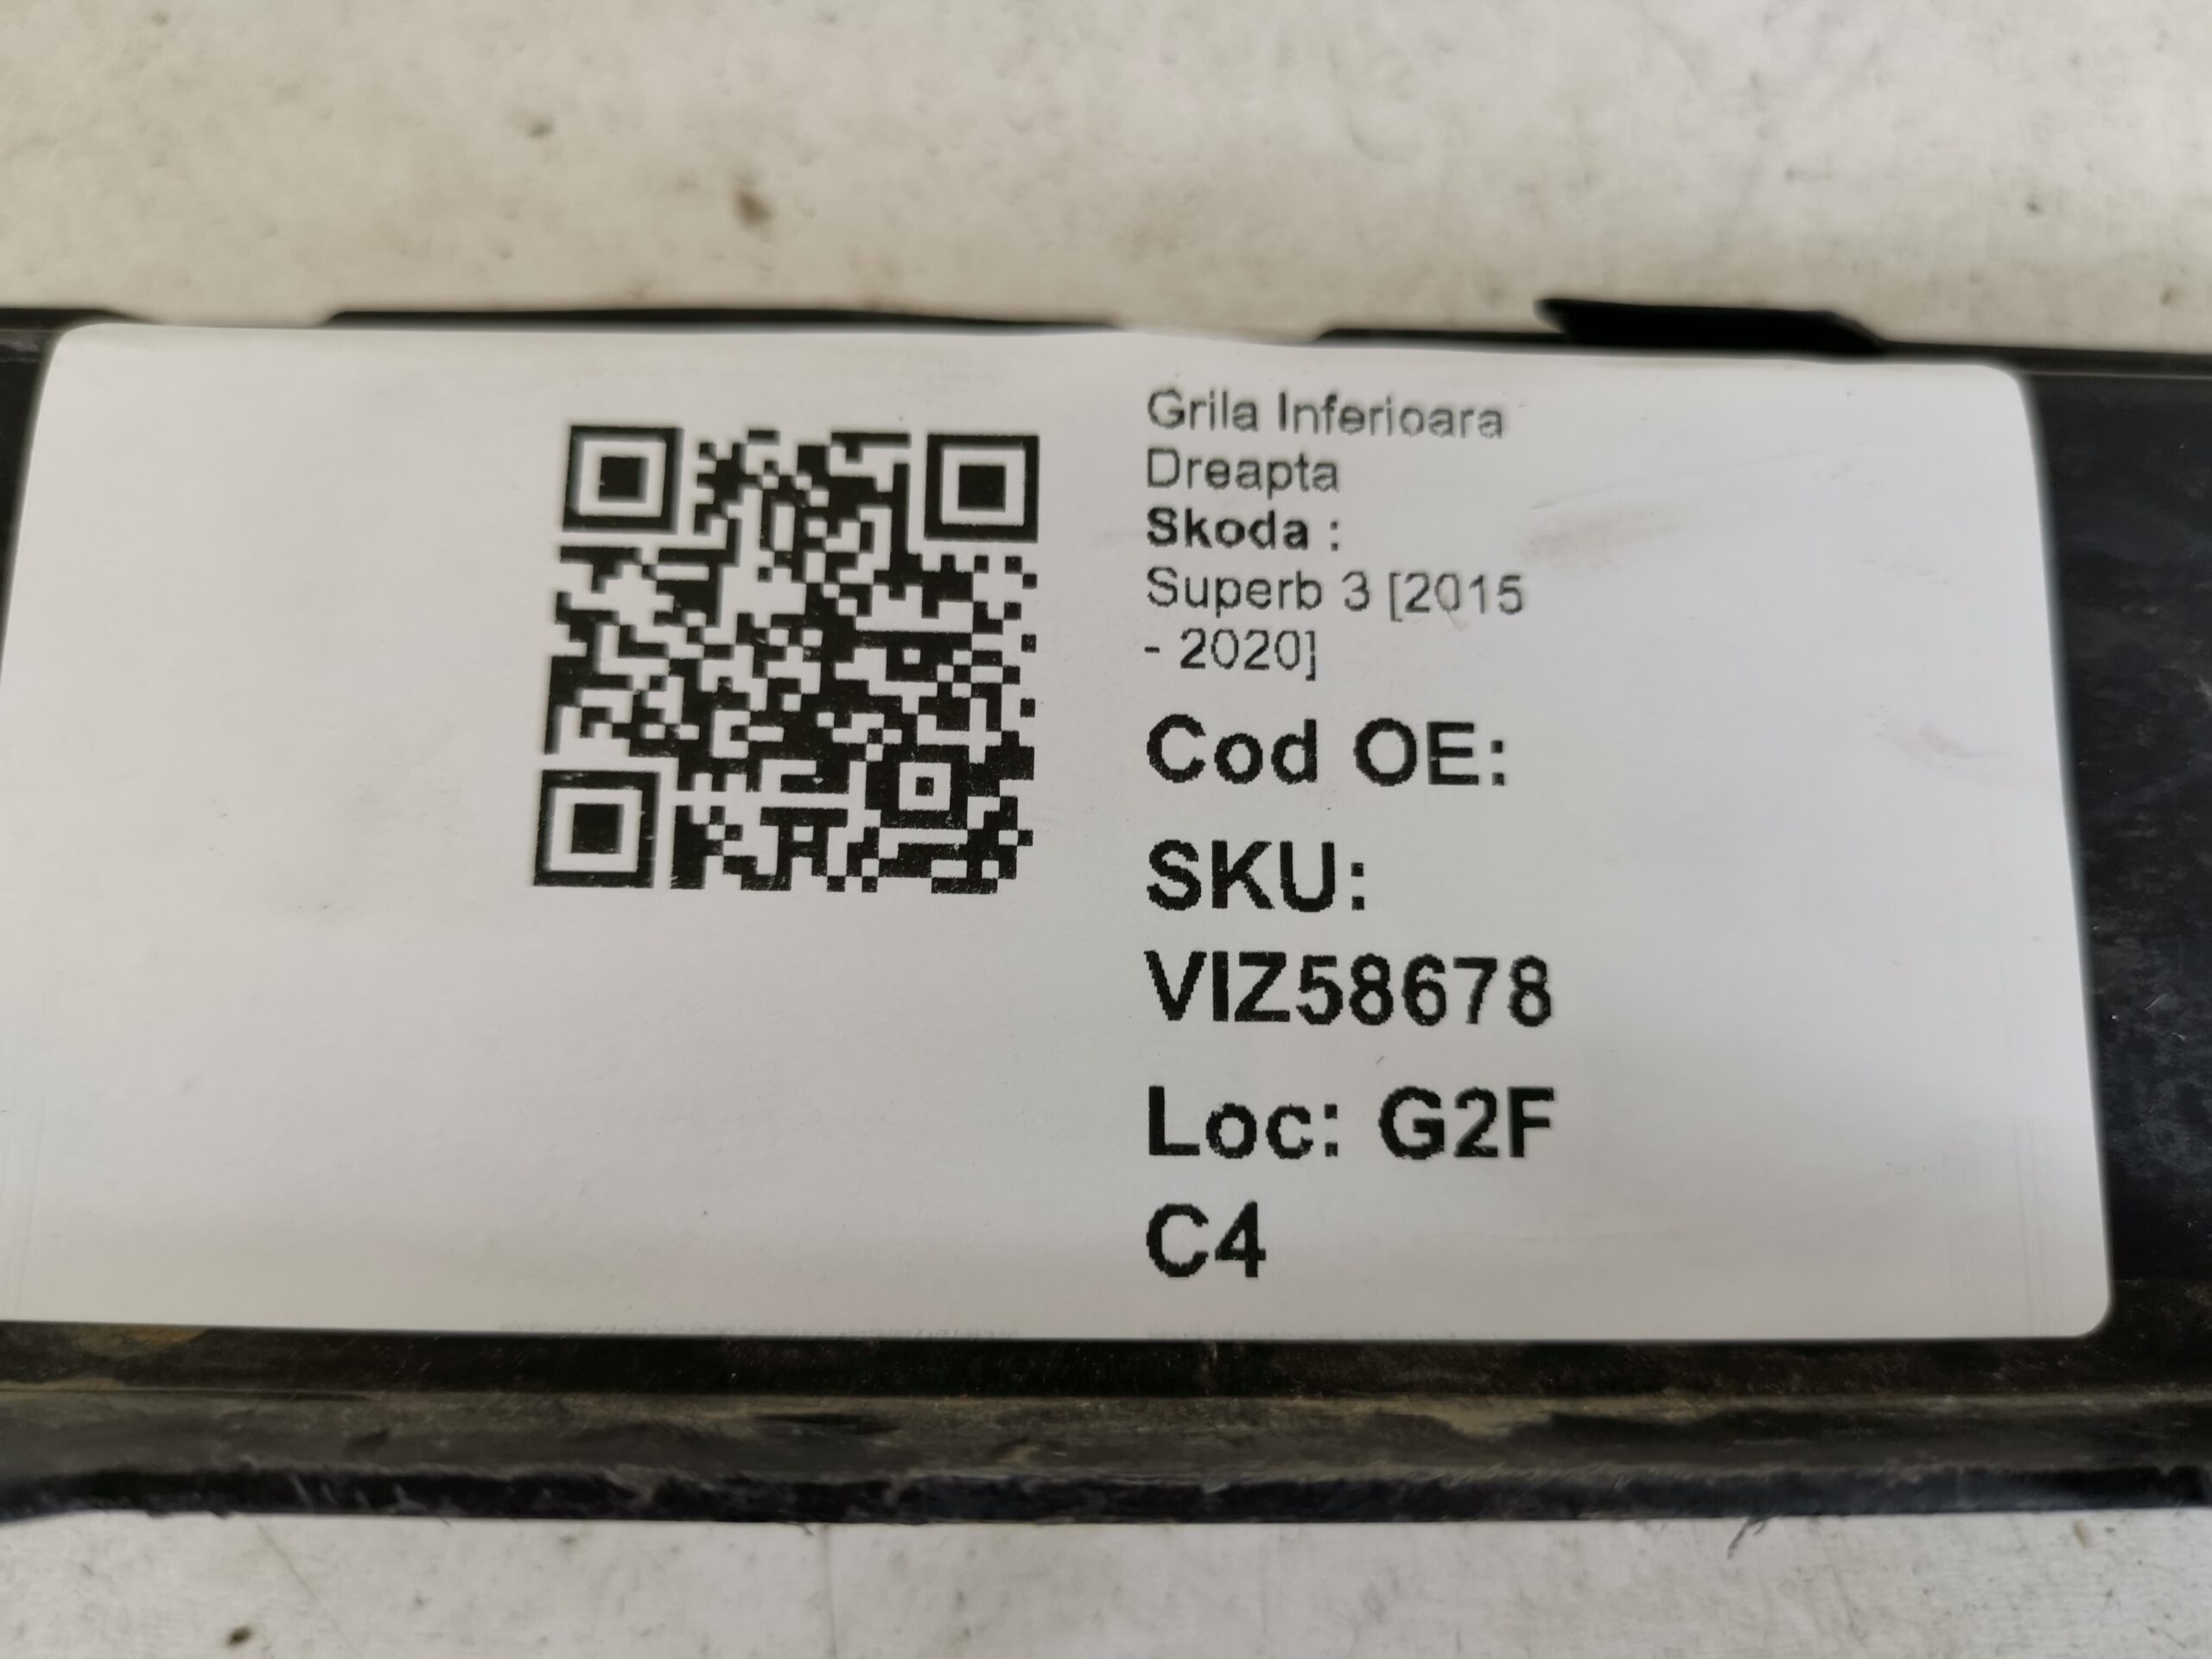 Grila Inferioara
Dreapta
Skoda :
Superb 3 [2015
- 2020]
Cod OE:
SKU:
VIZ58678
Loc: G2F
C4